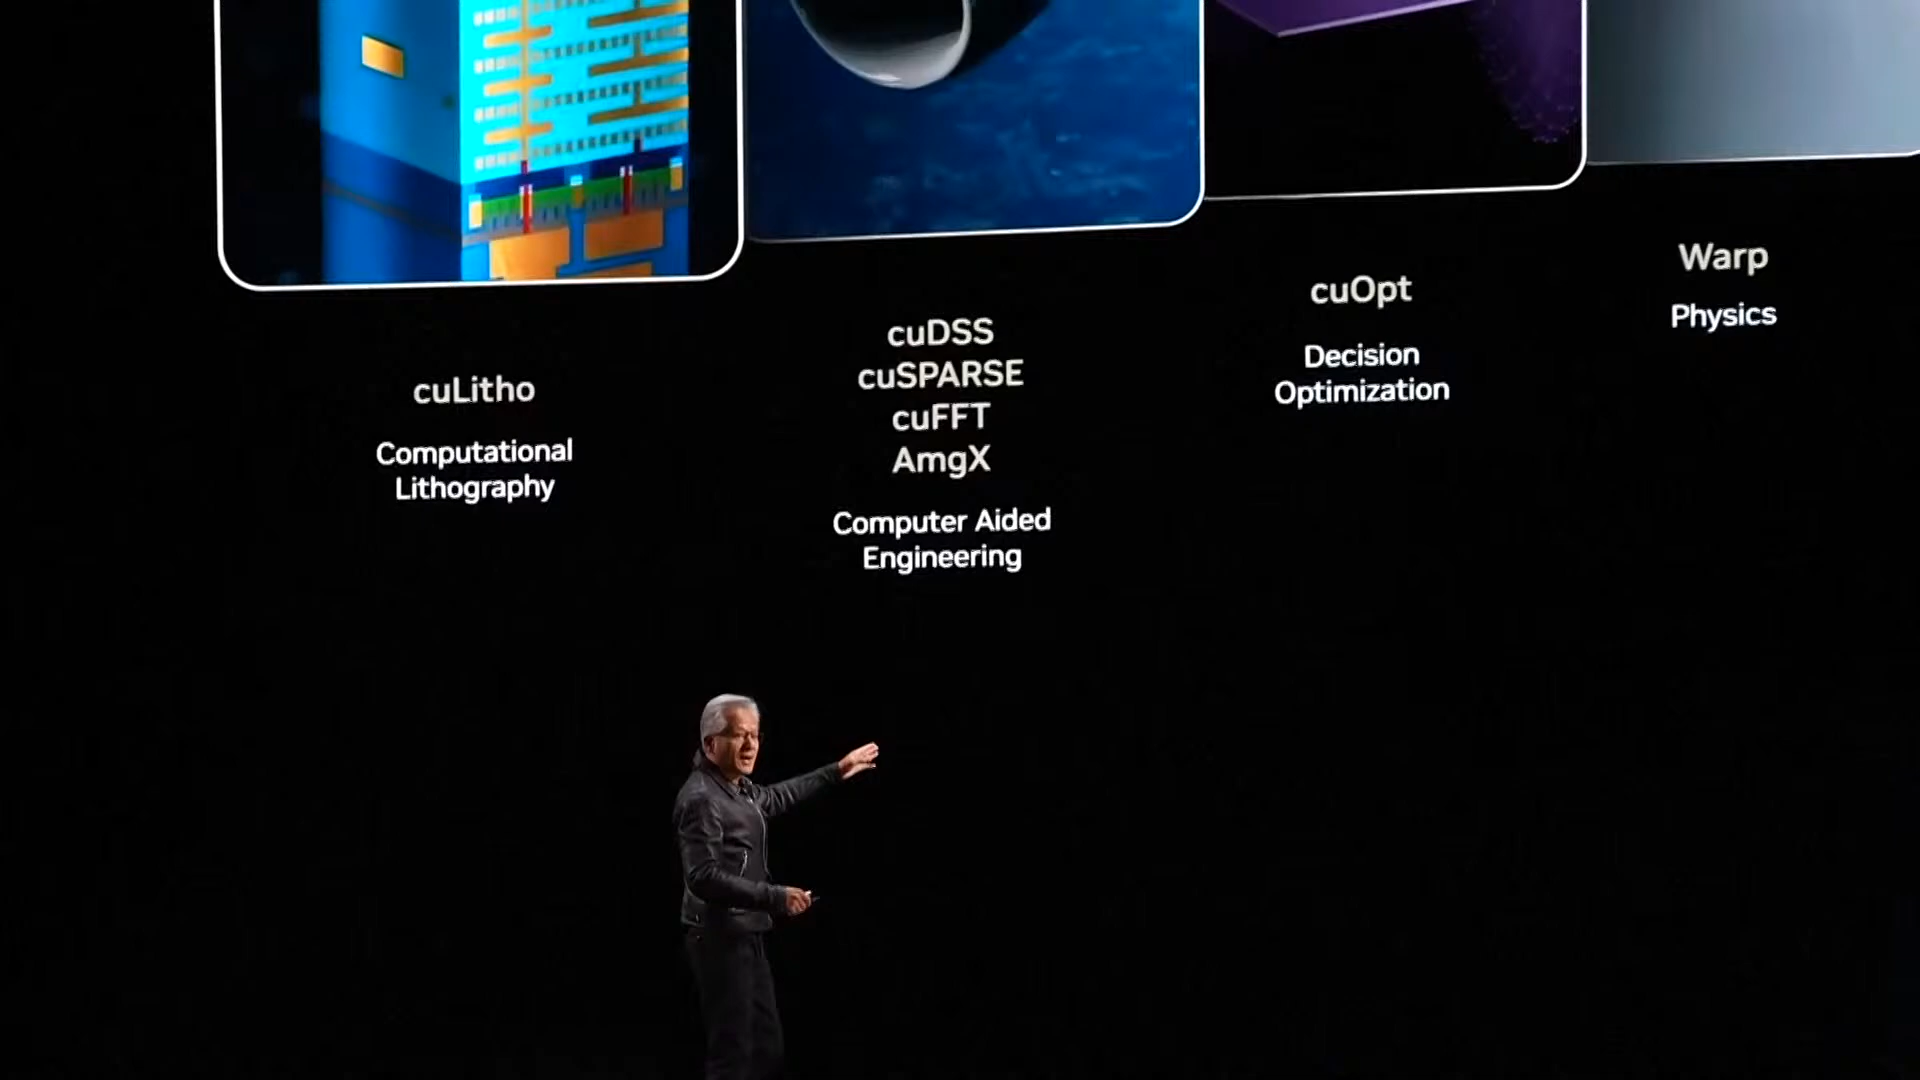 cuLitho
Computational
Lithography
cuDSS
cuSPARSE
cuFFT
AmgX
Computer Aided
Engineering
cuOpt
Decision
Optimization
Warp
Physics